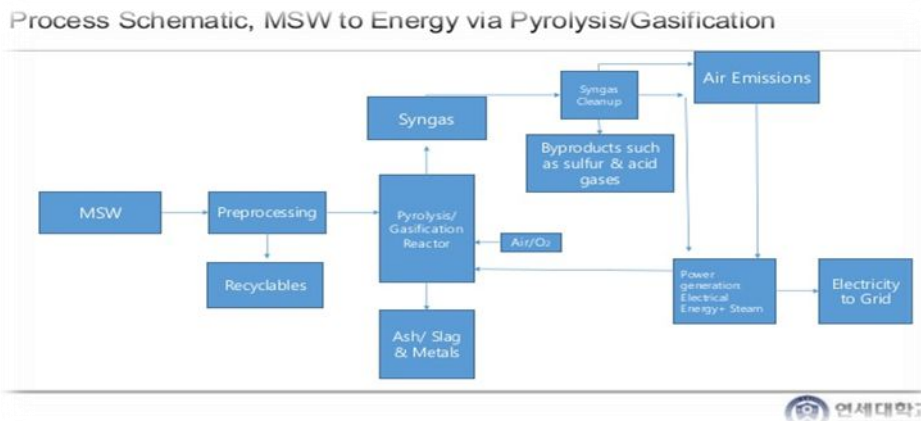 Process Schematic, MSW to Energy via Pyrolysis/Gasification
Air Emissions
Syngas
Cleanup
Syngas
Byproducts such
as sulfur & acid
gases
MSW
Preprocessing
Pyrolysis/
Gasification
Reactor
Air/O₂
Recyclables
Power
generation:
Electrical
Energy+ Steam
Electricity
to Grid
Ash/ Slag
& Metals
연세대학교